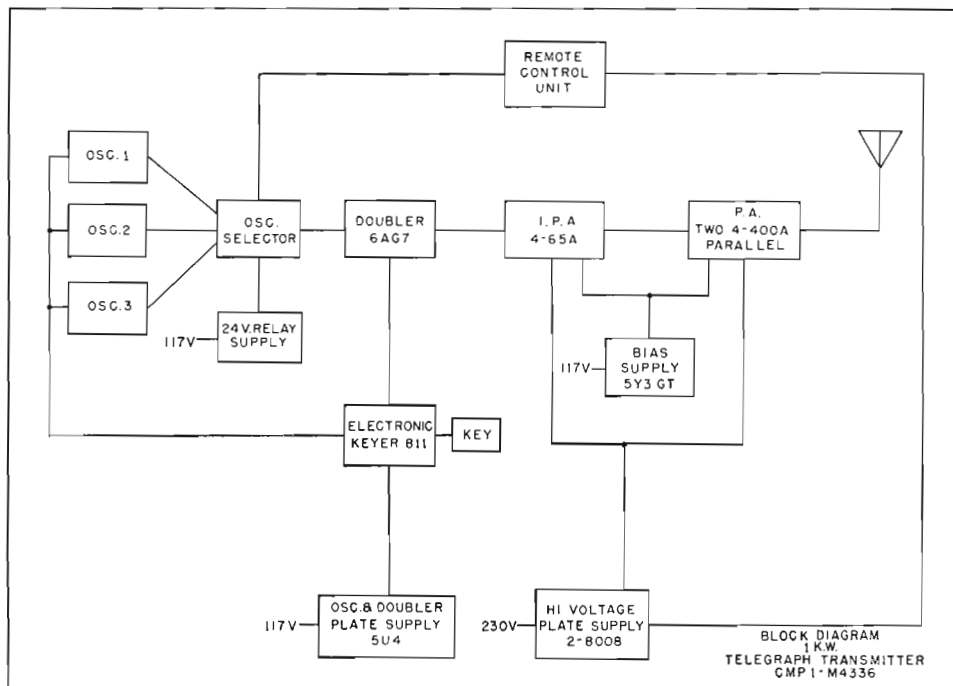 REMOTE
CONTROL
UNIT
OSC. 1
OSC.2
OSC.3
OSC.
SELECTOR
DOUBLER
6AG7
I. P. A
4-65A
P. A.
TWO 4-400A
PARALLEL
117V
24V. RELAY
SUPPLY
117V
BIAS
SUPPLY
5Y3 GT
ELECTRONIC
KEYER 811
KEY
117V
OSC.& DOUBLER
PLATE SUPPLY
5U4
230V
HI VOLTAGE
PLATE SUPPLY
2-8008
BLOCK DIAGRAM
1 K.W.
TELEGRAPH TRANSMITTER
CMP 1-M4336